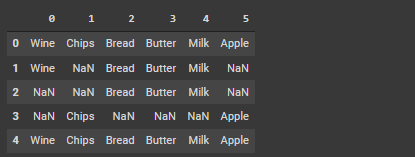 0 1 2 3 4 5
0 Wine Chips Bread Butter Milk Apple
1 Wine NaN Bread Butter Milk NaN
2 NaN NaN Bread Butter Milk NaN
3 NaN Chips NaN NaN NaN Apple
4 Wine Chips Bread Butter Milk Apple